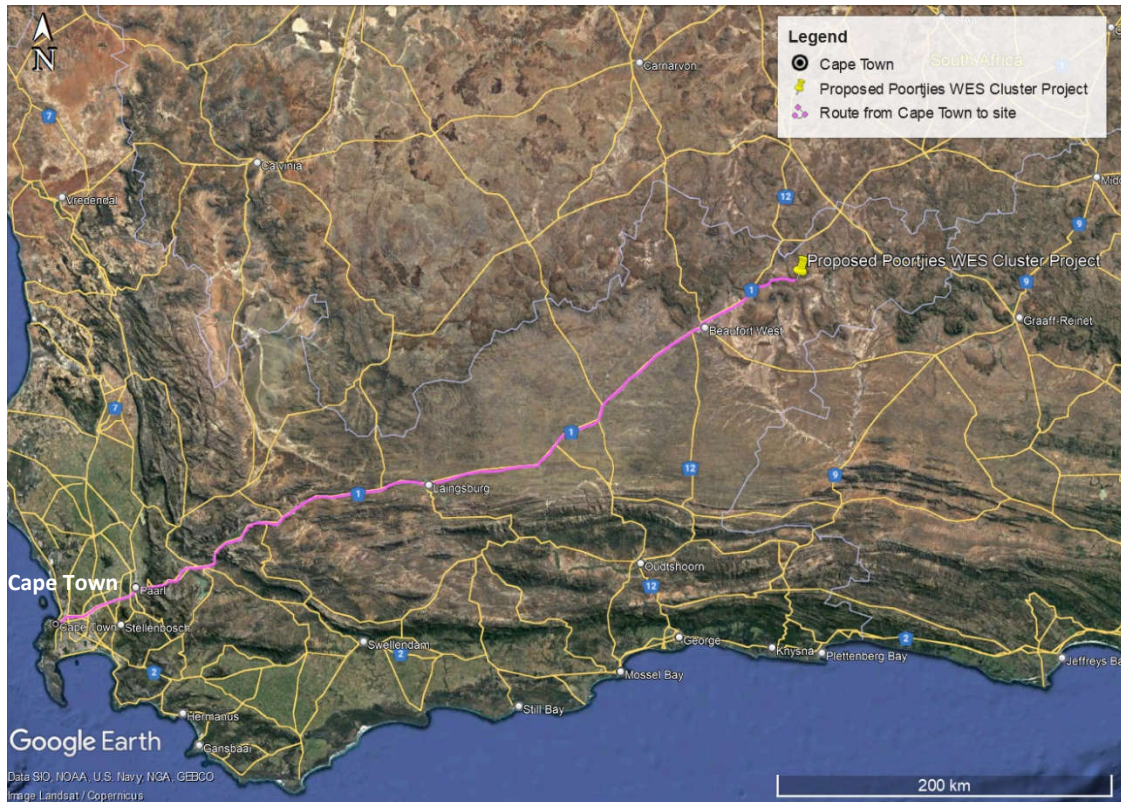 N
Legend
Cape Town
Proposed Poortjies WES Cluster Project
Route from Cape Town to site
South Africa
1
Carnarvon
7
Calvinia
Vredendal
12
9
Proposed Poortjies WES Cluster Project
1
9
Graaff-Reinet
Beaufort West
7
1
12
9
Laingsburg
1
Oudtshoorn
Cape Town
Paarl
12
Cape Town
Stellenbosch
George
2
Swellendam
2
Knysna
Plettenberg Bay
Jeffreys Ba
2
Mossel Bay
Still Bay
Hermanus
Gansbaai
Google Earth
Data SIO, NOAA, U.S. Navy, NGA, GEBCO
Image Landsat / Copernicus
200 km